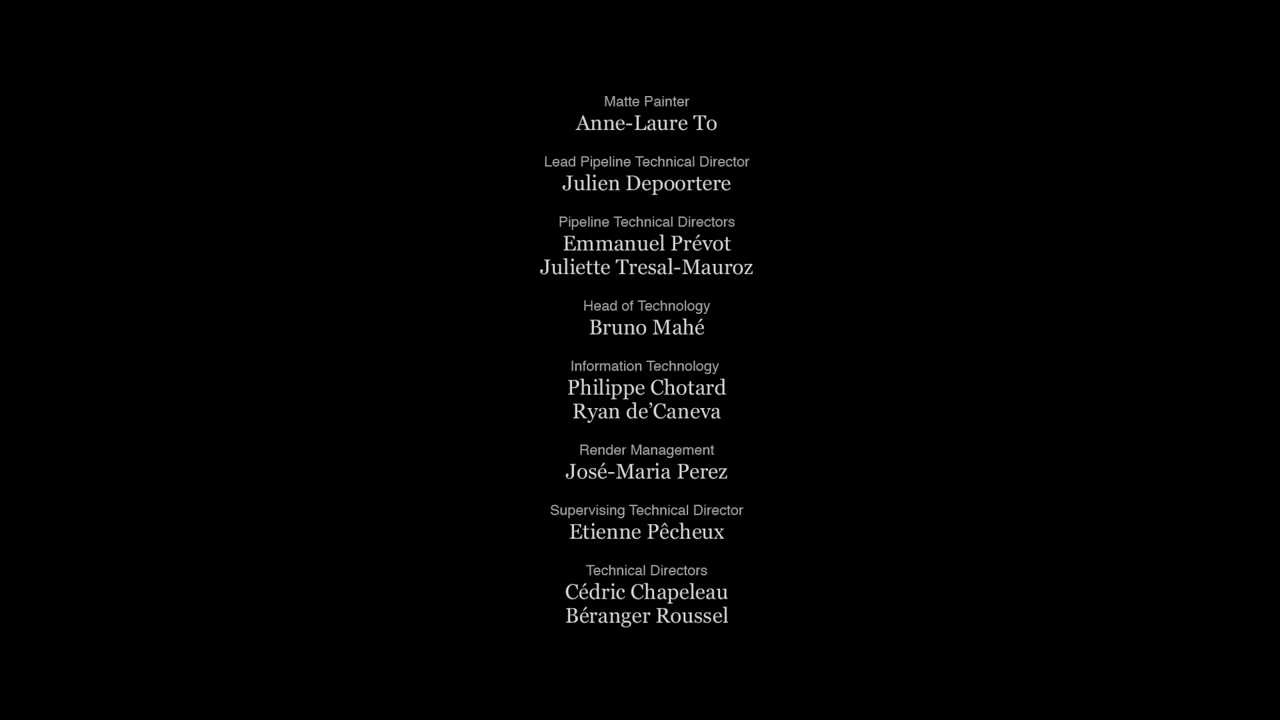 Matte Painter
Anne-Laure To
Lead Pipeline Technical Director
Julien Depoortere
Pipeline Technical Directors
Emmanuel Prévot
Juliette Tresal-Mauroz
Head of Technology
Bruno Mahé
Information Technology
Philippe Chotard
Ryan de’Caneva
Render Management
José-Maria Perez
Supervising Technical Director
Etienne Pêcheux
Technical Directors
Cédric Chapeleau
Béranger Roussel